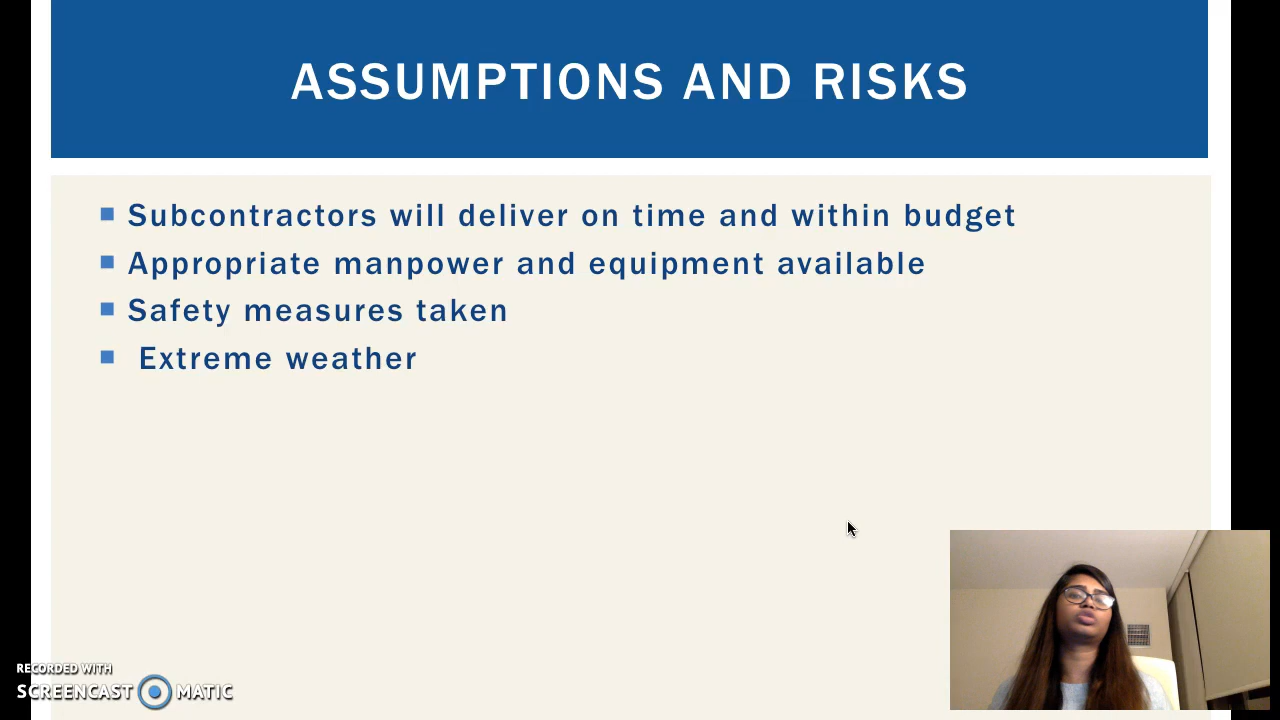 ASSUMPTIONS AND RISKS
Subcontractors will deliver on time and within budget
Appropriate manpower and equipment available
Safety measures taken
Extreme weather
RECORDED WITH
SCREENCAST MATIC